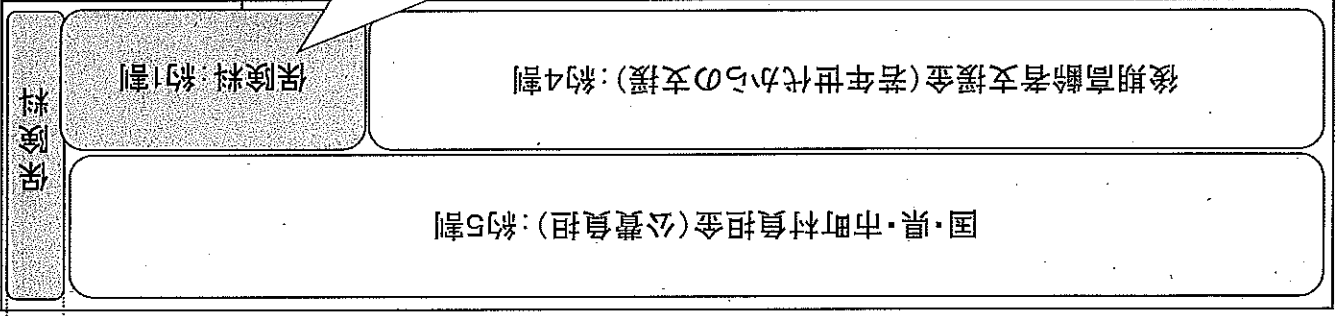 国・県・市町村負担金(公費負担):約5割
後期高齢者支援金(若年世代からの支援):約4割
保険料:約1割
保険料